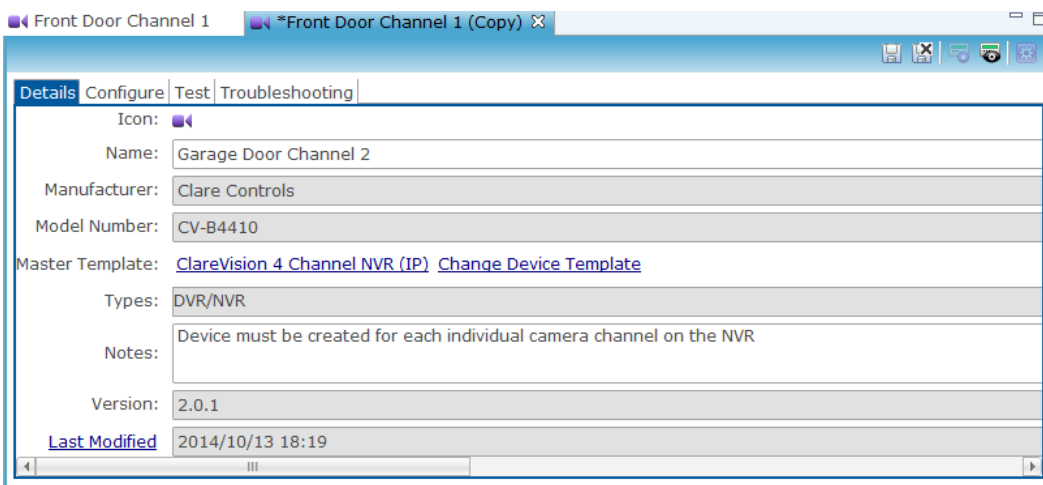 Front Door Channel 1 *Front Door Channel 1 (Copy)
Details Configure Test Troubleshooting
Icon:
Name: Garage Door Channel 2
Manufacturer: Clare Controls
Model Number: CV-B4410
Master Template: ClareVision 4 Channel NVR (IP) Change Device Template
Types: DVR/NVR
Notes: Device must be created for each individual camera channel on the NVR
Version: 2.0.1
Last Modified 2014/10/13 18:19